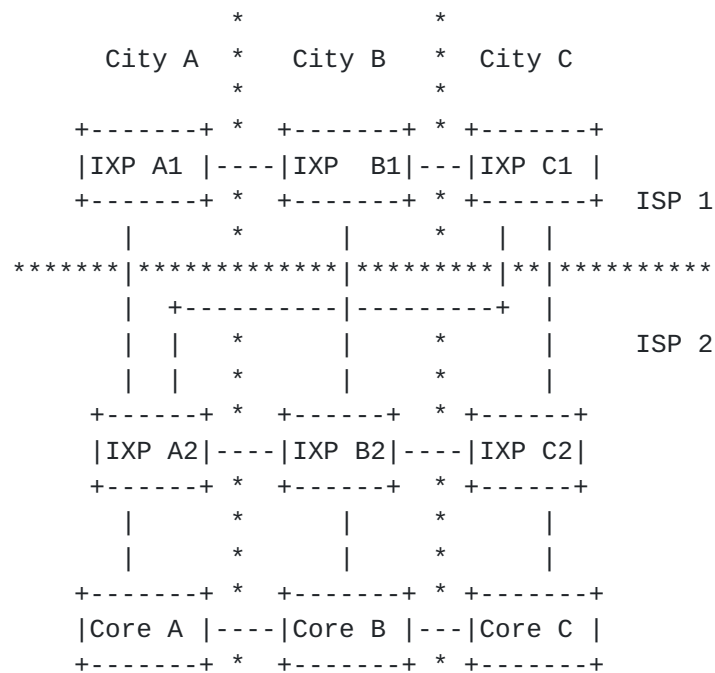 City A City B City C
IXP A1 IXP B1 IXP C1
ISP 1
ISP 2
IXP A2 IXP B2 IXP C2
Core A Core B Core C